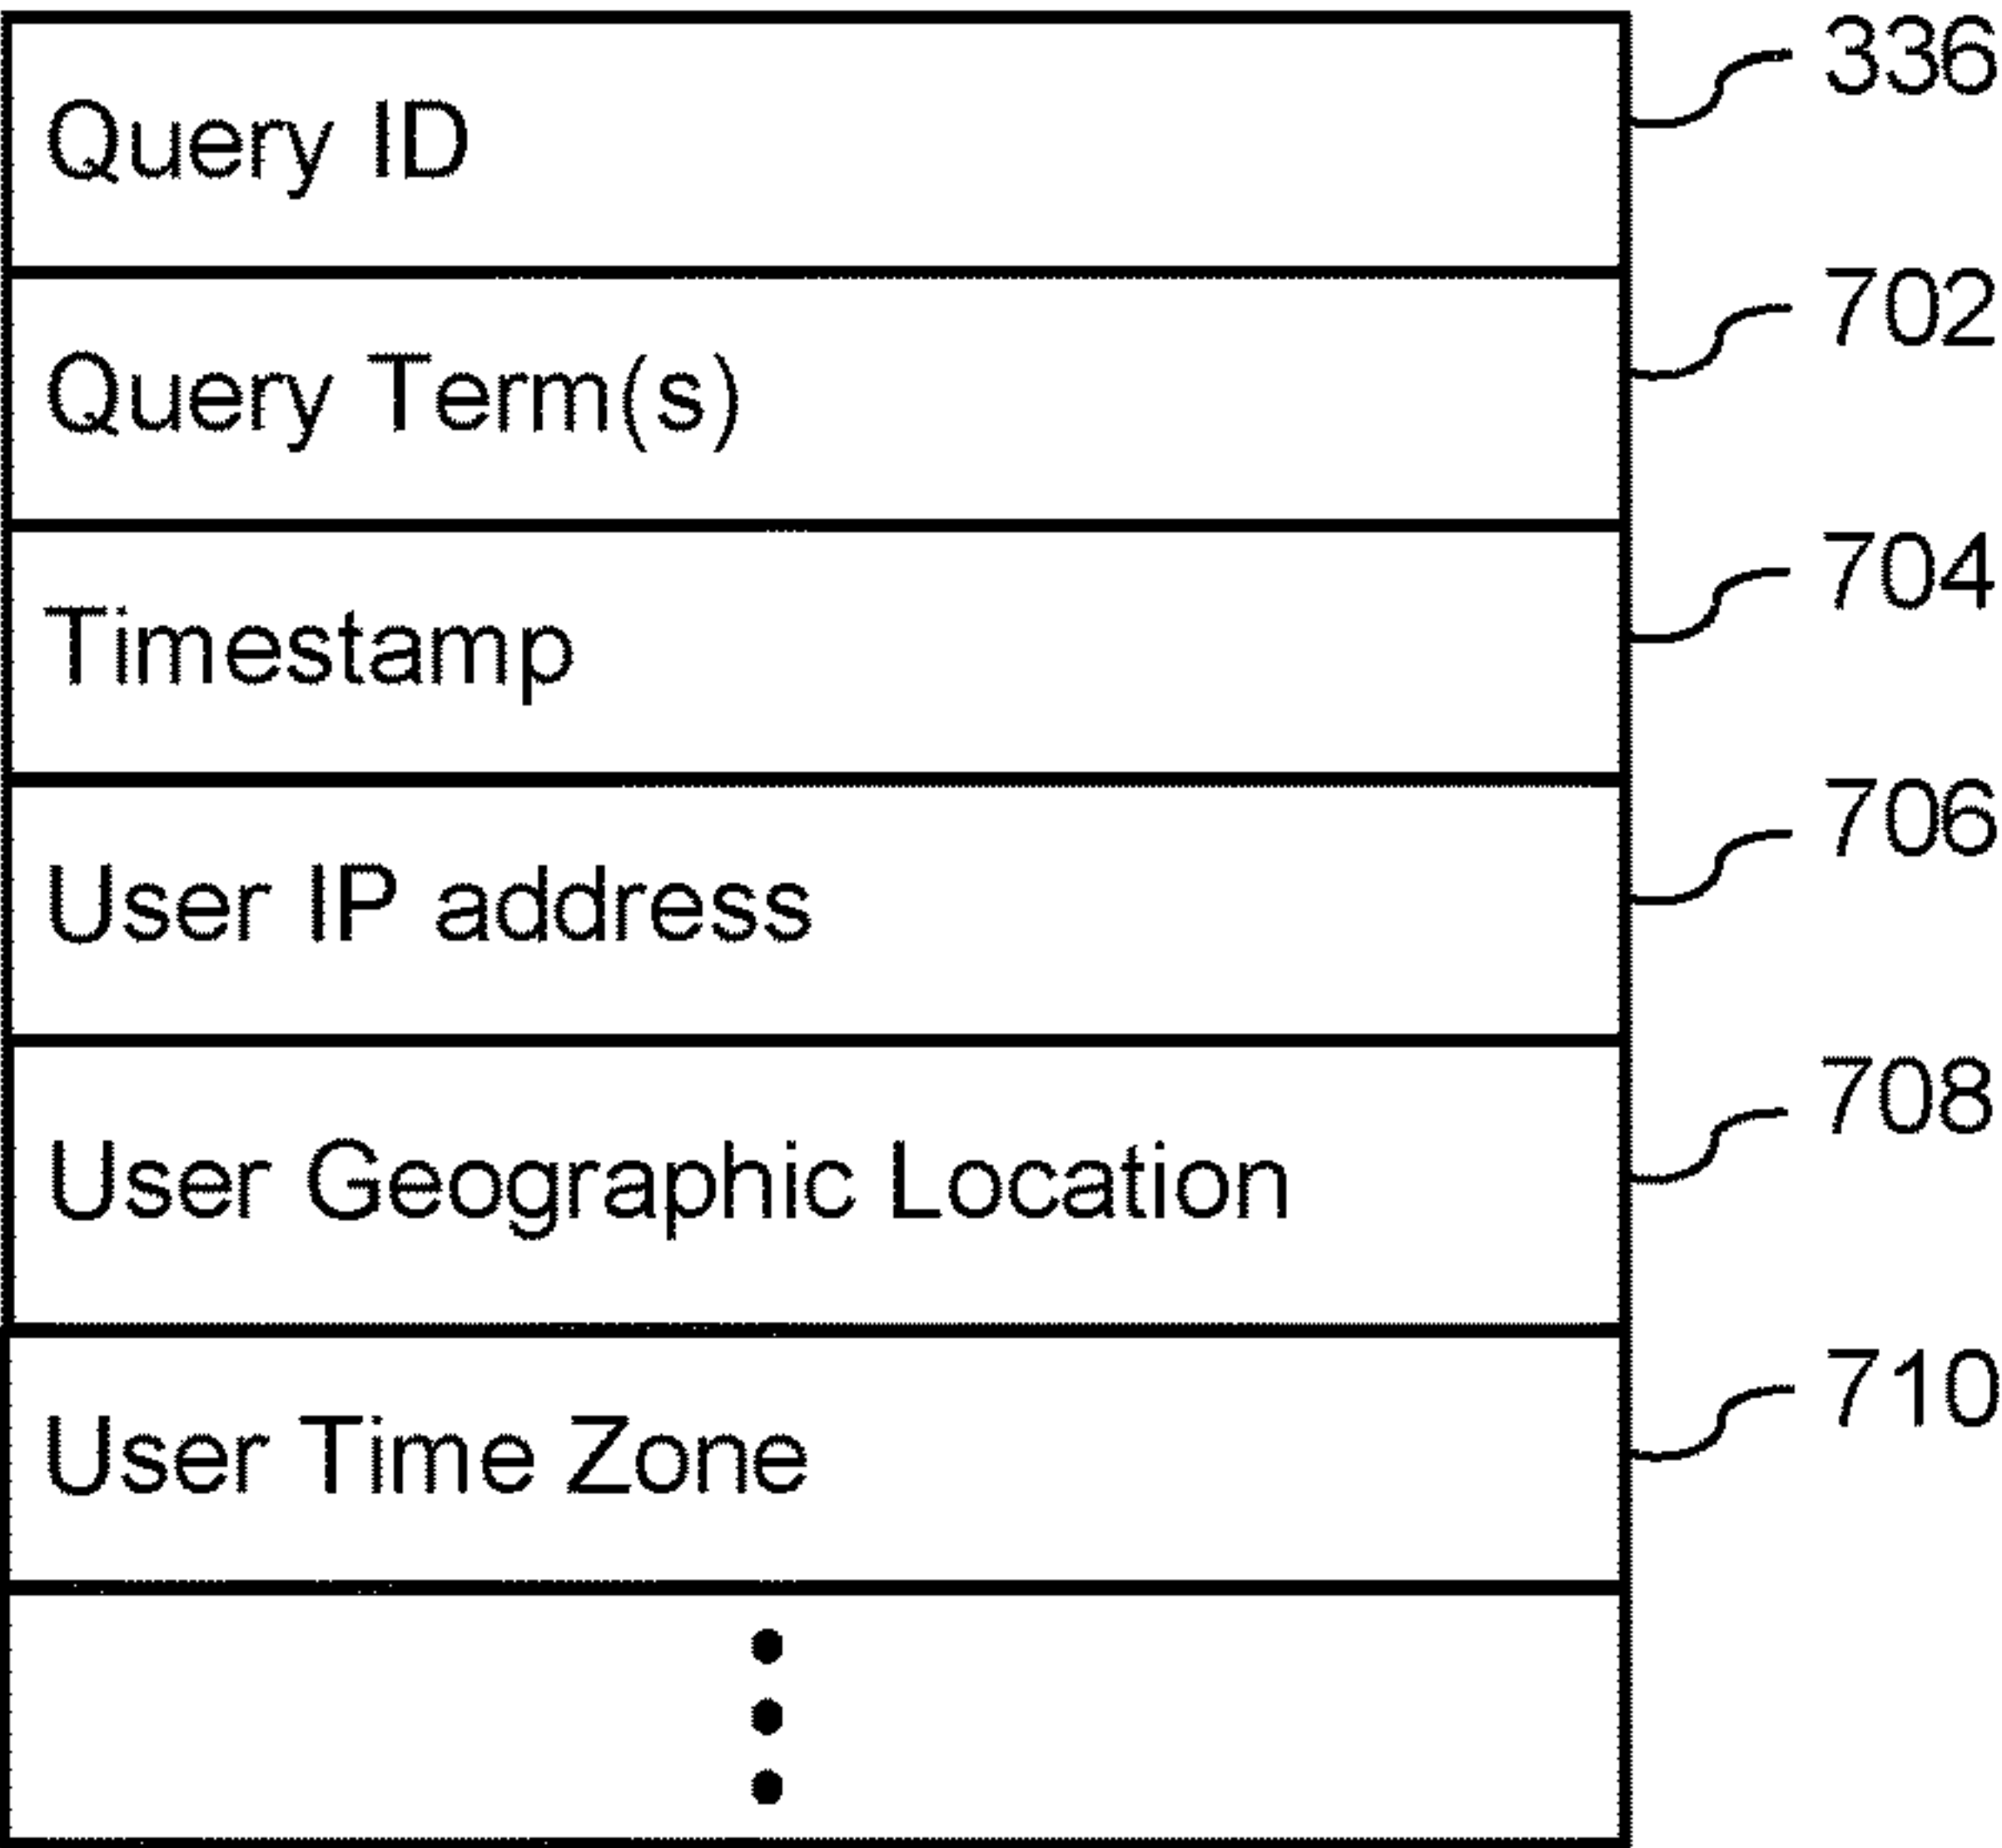 Query ID 336
Query Term(s) 702
Timestamp 704
User IP address 706
User Geographic Location 708
User Time Zone 710